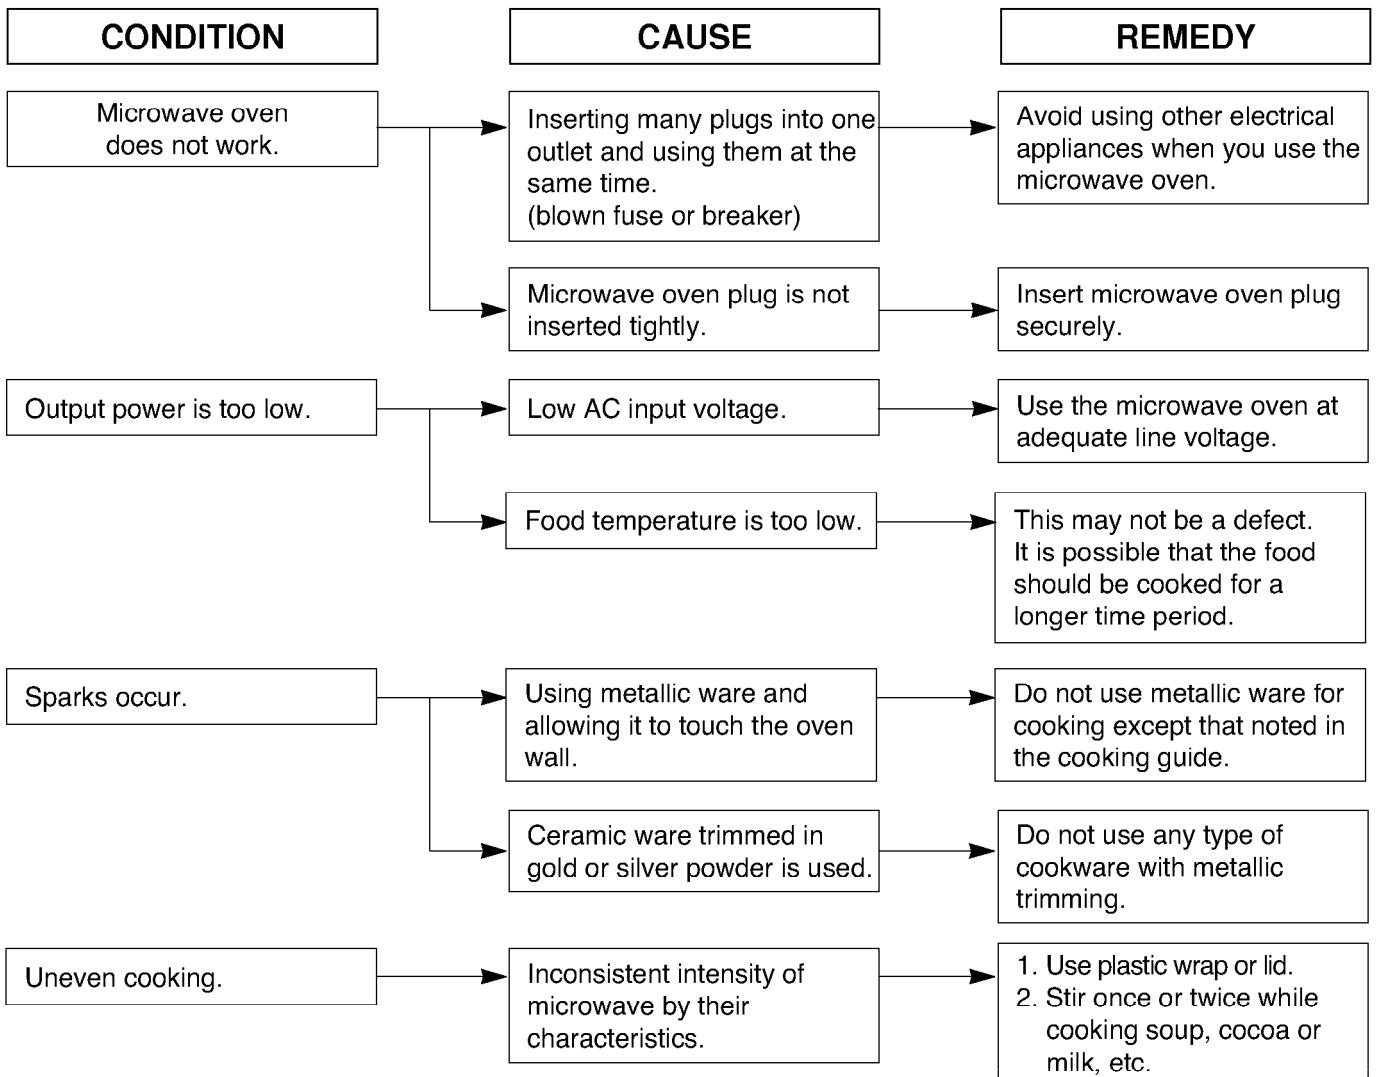 CONDITION
CAUSE
REMEDY
Microwave oven
does not work.
Inserting many plugs into one
outlet and using them at the
same time.
(blown fuse or breaker)
Avoid using other electrical
appliances when you use the
microwave oven.
Microwave oven plug is not
inserted tightly.
Insert microwave oven plug
securely.
Output power is too low.
Low AC input voltage.
Use the microwave oven at
adequate line voltage.
Food temperature is too low.
This may not be a defect.
It is possible that the food
should be cooked for a
longer time period.
Sparks occur.
Using metallic ware and
allowing it to touch the oven
wall.
Do not use metallic ware for
cooking except that noted in
the cooking guide.
Ceramic ware trimmed in
gold or silver powder is used.
Do not use any type of
cookware with metallic
trimming.
Uneven cooking.
Inconsistent intensity of
microwave by their
characteristics.
1. Use plastic wrap or lid.
2. Stir once or twice while
cooking soup, cocoa or
milk, etc.